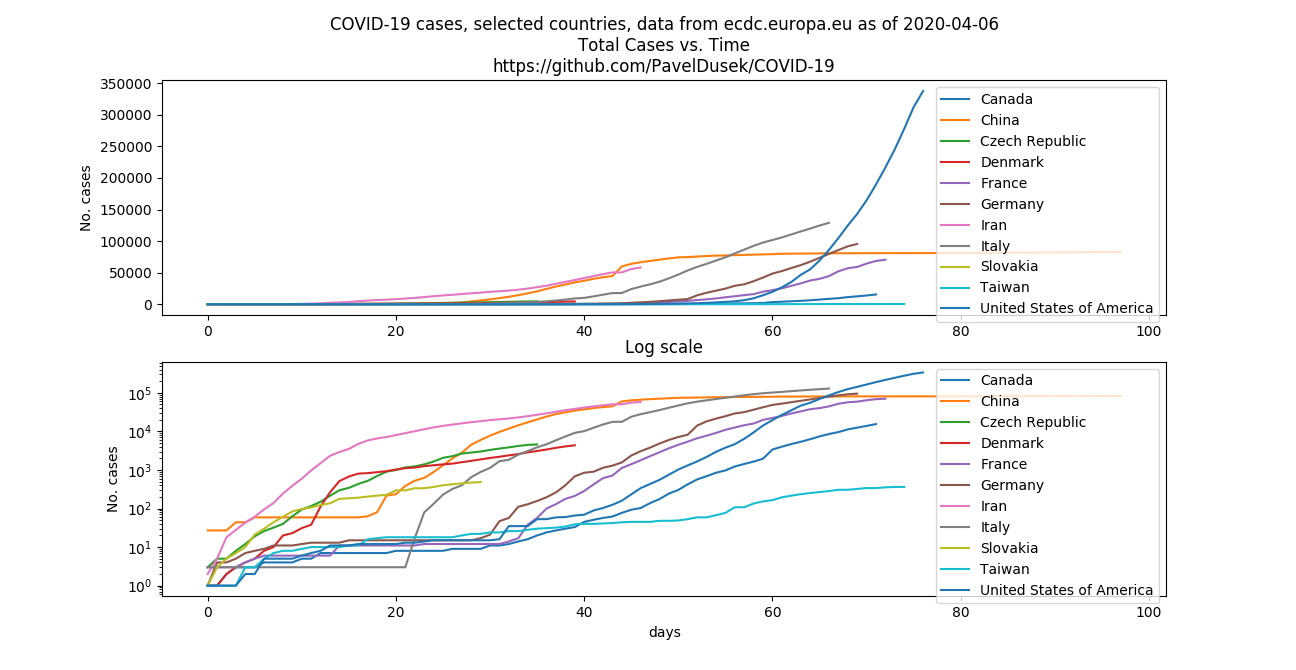 COVID-19 cases, selected countries, data from ecdc.europa.eu as of 2020-04-06
Total Cases vs. Time
https://github.com/PavelDusek/COVID-19
350000
300000
250000
200000
150000
100000
50000
0
No. cases
Canada
China
Czech Republic
Denmark
France
Germany
Iran
Italy
Slovakia
Taiwan
United States of America
0 20 40 60 80 100
Log scale
10⁵
10⁴
10³
10²
10¹
10⁰
No. cases
Canada
China
Czech Republic
Denmark
France
Germany
Iran
Italy
Slovakia
Taiwan
United States of America
0 20 40 60 80 100
days